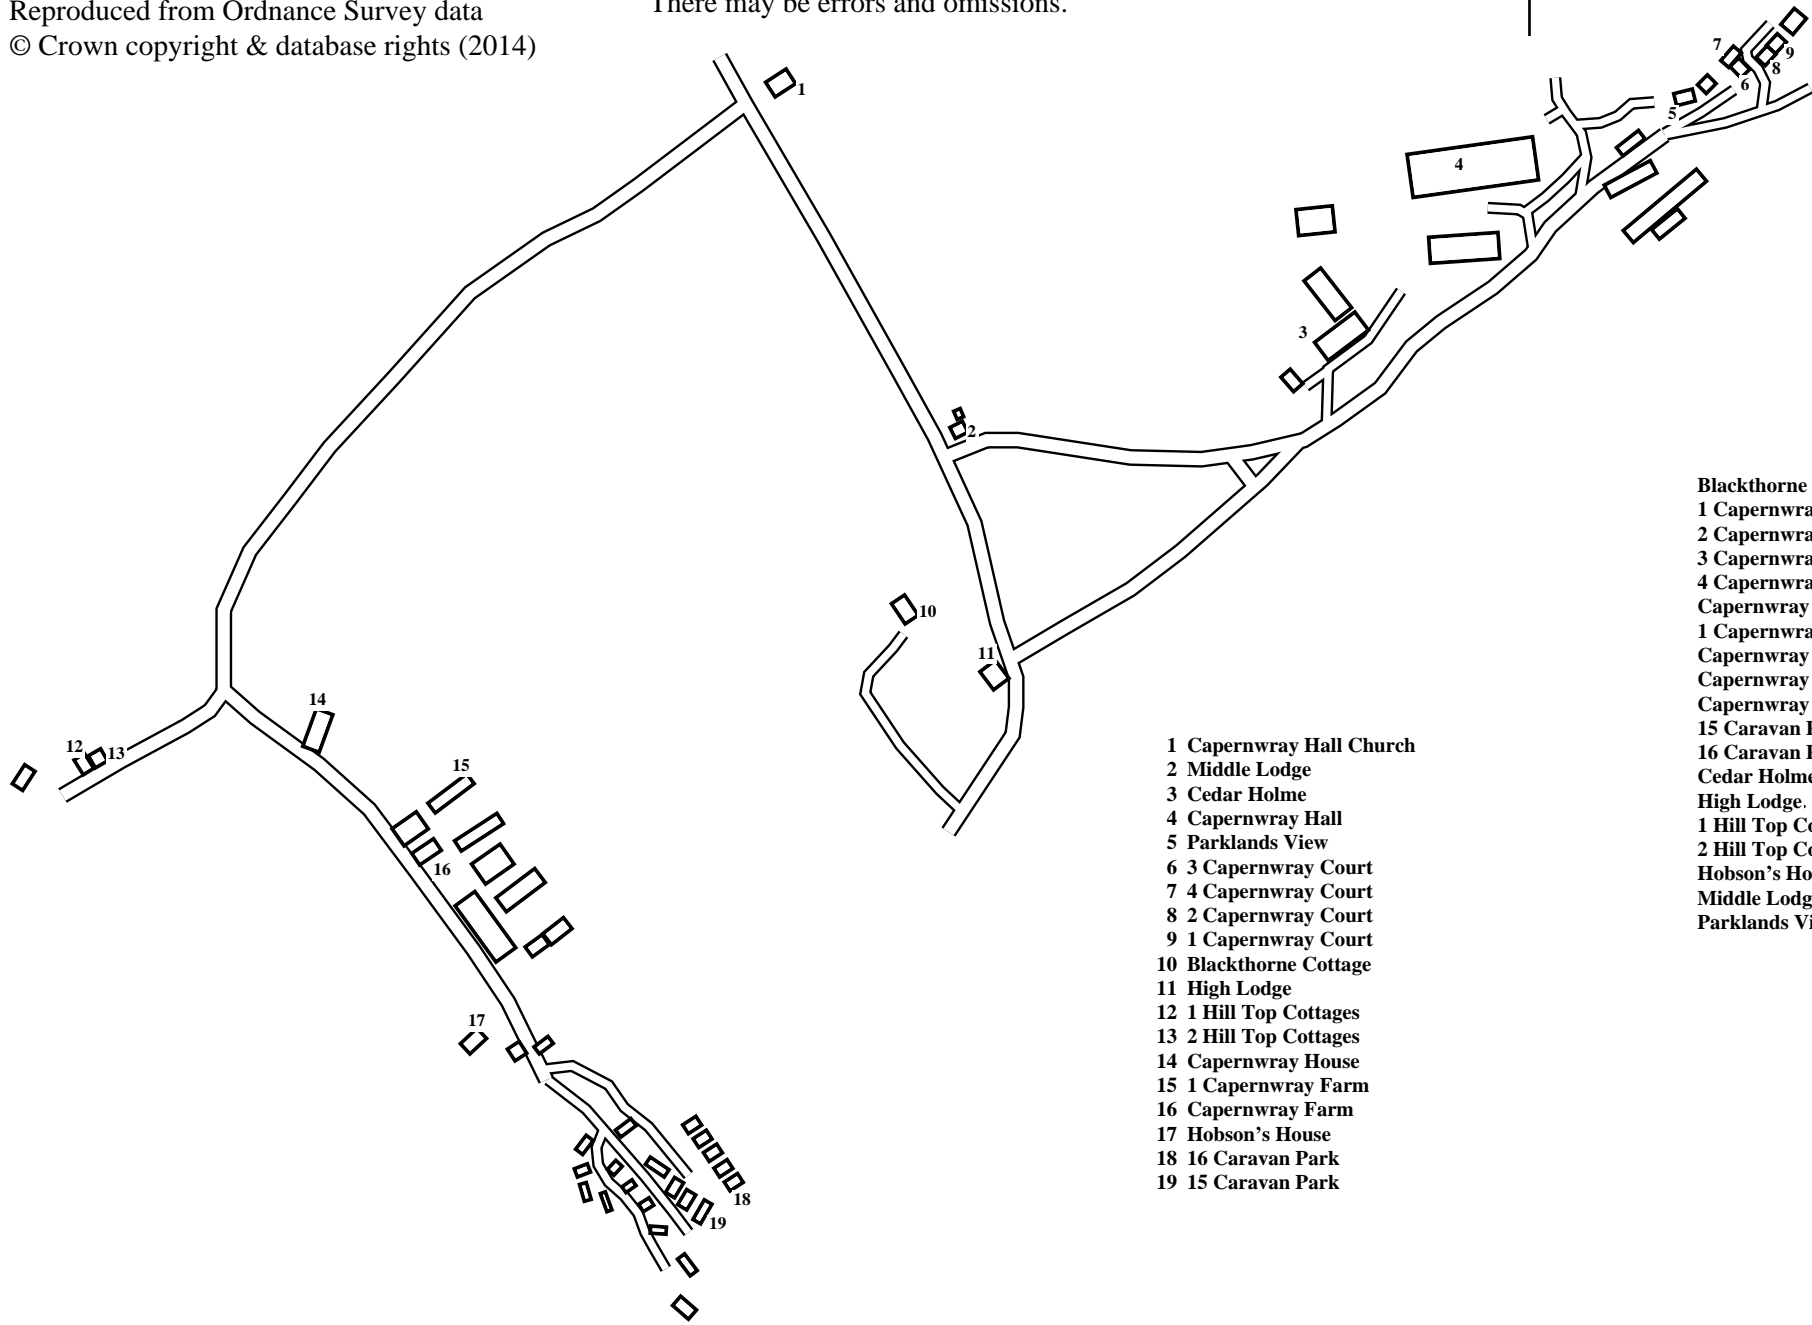 Reproduced from Ordnance Survey data
© Crown copyright & database rights (2014)
There may be errors and omissions.
1
7
9
8
6
5
4
3
2
10
11
14
12
13
15
16
17
18
19
1 Capernwray Hall Church
2 Middle Lodge
3 Cedar Holme
4 Capernwray Hall
5 Parklands View
6 3 Capernwray Court
7 4 Capernwray Court
8 2 Capernwray Court
9 1 Capernwray Court
10 Blackthorne Cottage
11 High Lodge
12 1 Hill Top Cottages
13 2 Hill Top Cottages
14 Capernwray House
15 1 Capernwray Farm
16 Capernwray Farm
17 Hobson's House
18 16 Caravan Park
19 15 Caravan Park
Blackthorne
1 Capernwra
2 Capernwra
3 Capernwra
4 Capernwra
Capernwray
1 Capernwra
Capernwray
Capernwray
Capernwray
15 Caravan
16 Caravan
Cedar Holme
High Lodge.
1 Hill Top Co
2 Hill Top Co
Hobson's Ho
Middle Lodg
Parklands Vi